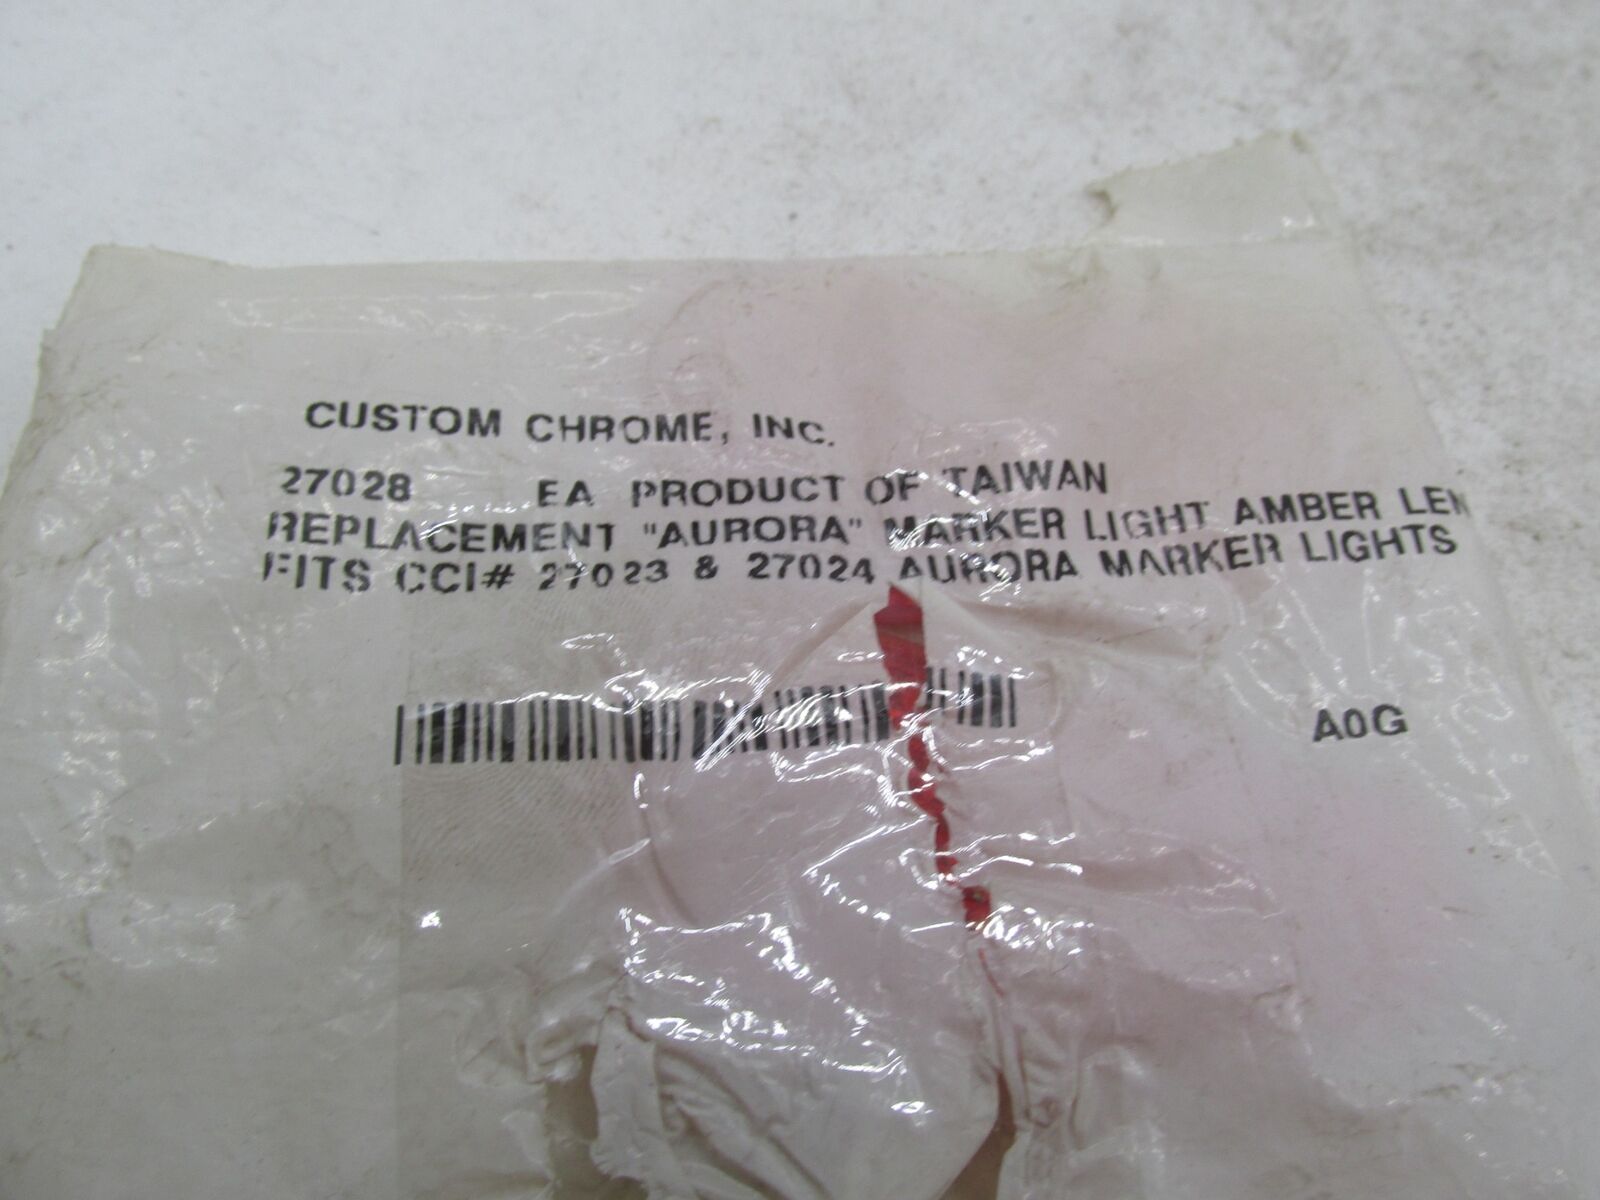 CUSTOM CHROME, INC.
27028 EA PRODUCT OF TAIWAN
REPLACEMENT "AURORA" MARKER LIGHT AMBER LEN
FITS CCI# 27023 & 27024 AURORA MARKER LIGHTS
A0G